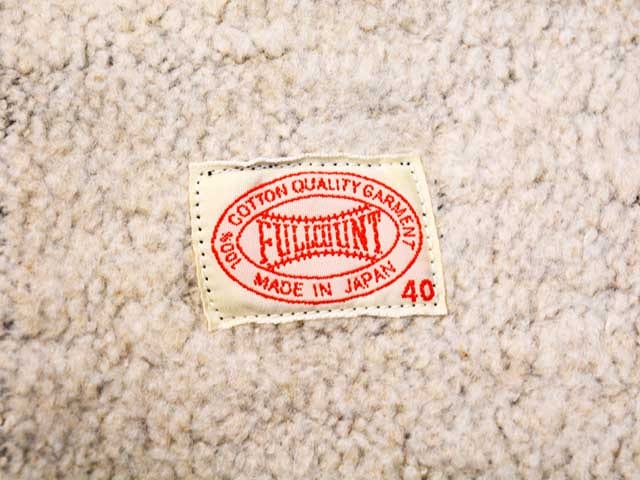 100% COTTON QUALITY GARMENT
FULLCOUNT
MADE IN JAPAN
40